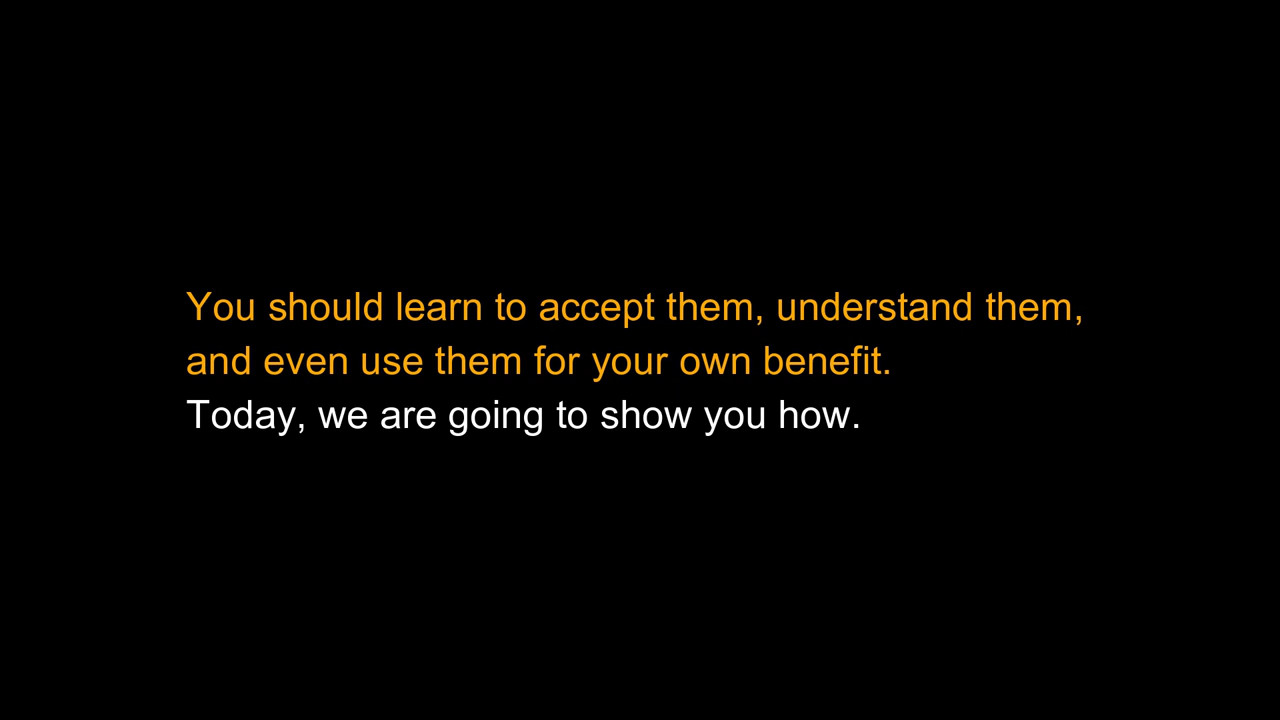 You should learn to accept them, understand them,
and even use them for your own benefit.
Today, we are going to show you how.